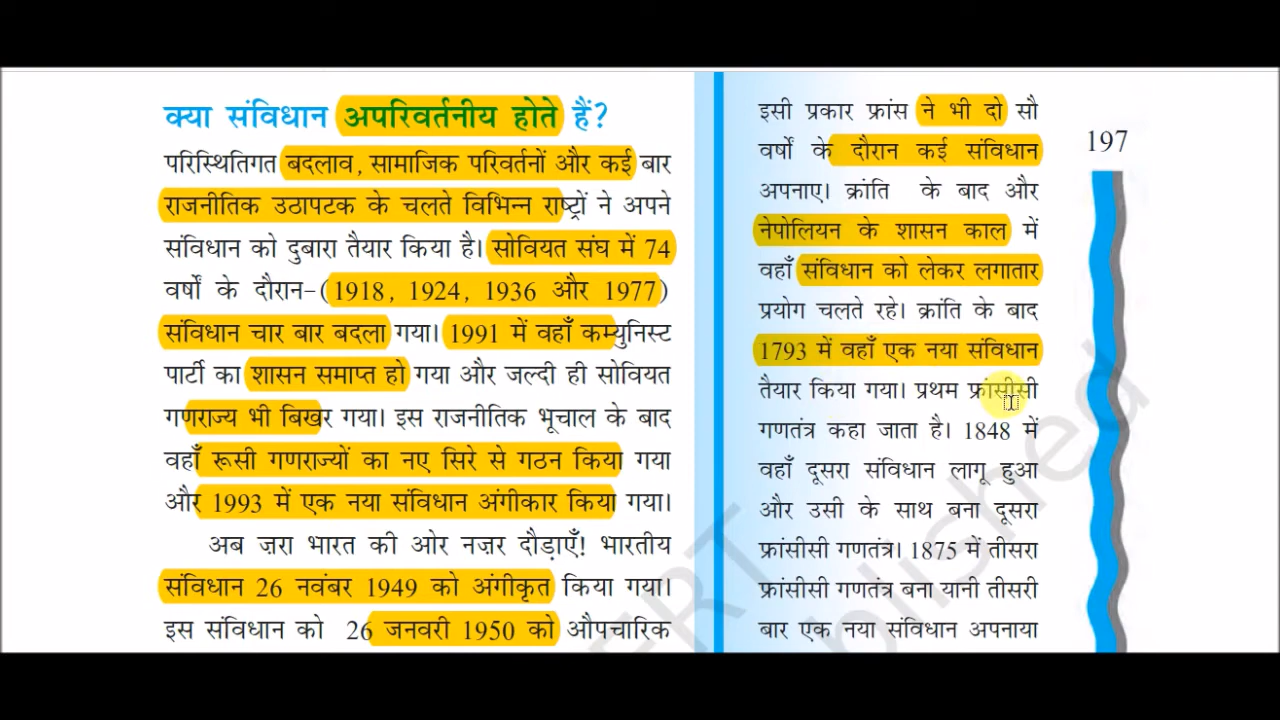 क्या संविधान अपरिवर्तनीय होते हैं?
परिस्थितिगत बदलाव, सामाजिक परिवर्तनों और कई बार
राजनीतिक उठापटक के चलते विभिन्न राष्ट्रों ने अपने
संविधान को दुबारा तैयार किया है। सोवियत संघ में 74
वर्षों के दौरान-(1918, 1924, 1936 और 1977)
संविधान चार बार बदला गया। 1991 में वहाँ कम्युनिस्ट
पार्टी का शासन समाप्त हो गया और जल्दी ही सोवियत
गणराज्य भी बिखर गया। इस राजनीतिक भूचाल के बाद
वहाँ रूसी गणराज्यों का नए सिरे से गठन किया गया
और 1993 में एक नया संविधान अंगीकार किया गया।
अब ज़रा भारत की ओर नज़र दौड़ाएँ! भारतीय
संविधान 26 नवंबर 1949 को अंगीकृत किया गया।
इस संविधान को 26 जनवरी 1950 को औपचारिक
इसी प्रकार फ्रांस ने भी दो सौ
वर्षों के दौरान कई संविधान
अपनाए। क्रांति के बाद और
नेपोलियन के शासन काल में
वहाँ संविधान को लेकर लगातार
प्रयोग चलते रहे। क्रांति के बाद
1793 में वहाँ एक नया संविधान
तैयार किया गया। प्रथम फ्रांसीसी
गणतंत्र कहा जाता है। 1848 में
वहाँ दूसरा संविधान लागू हुआ
और उसी के साथ बना दूसरा
फ्रांसीसी गणतंत्र। 1875 में तीसरा
फ्रांसीसी गणतंत्र बना यानी तीसरी
बार एक नया संविधान अपनाया
197